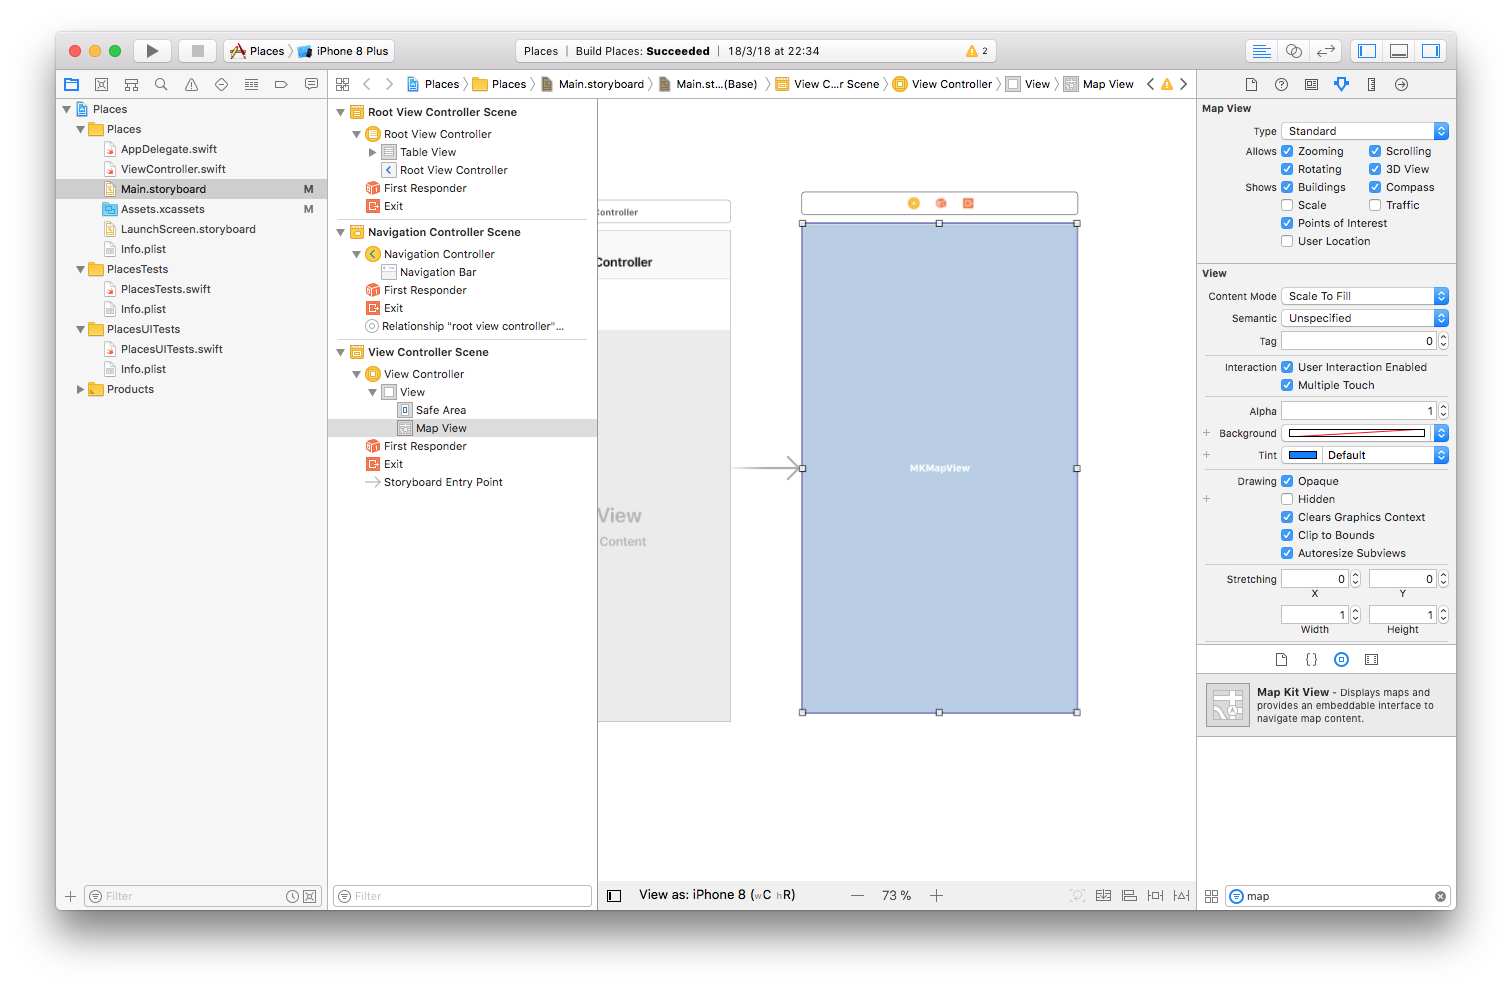 Places 〉 iPhone 8 Plus
Places | Build Places: Succeeded | 18/3/18 at 22:34
2
Places
Places
AppDelegate.swift
ViewController.swift
Main.storyboard M
Assets.xcassets M
LaunchScreen.storyboard
Info.plist
PlacesTests
PlacesTests.swift
Info.plist
PlacesUITests
PlacesUITests.swift
Info.plist
Products
Filter
Places 〉 Places 〉 Main.storyboard 〉 Main.st...(Base) 〉 View C...r Scene 〉 View Controller 〉 View 〉 Map View
Root View Controller Scene
Root View Controller
Table View
Root View Controller
First Responder
Exit
Navigation Controller Scene
Navigation Controller
Navigation Bar
First Responder
Exit
Relationship "root view controller"...
View Controller Scene
View Controller
View
Safe Area
Map View
First Responder
Exit
Storyboard Entry Point
Filter
Controller
Controller
View
Content
MKMapView
View as: iPhone 8 (wC hR)
73 %
Map View
Type Standard
Allows Zooming Scrolling
Rotating 3D View
Shows Buildings Compass
Scale Traffic
Points of Interest
User Location
View
Content Mode Scale To Fill
Semantic Unspecified
Tag 0
Interaction User Interaction Enabled
Multiple Touch
Alpha 1
Background
Tint Default
Drawing Opaque
Hidden
Clears Graphics Context
Clip to Bounds
Autoresize Subviews
Stretching 0 0
X Y
1 1
Width Height
Map Kit View - Displays maps and
provides an embeddable interface to
navigate map content.
map